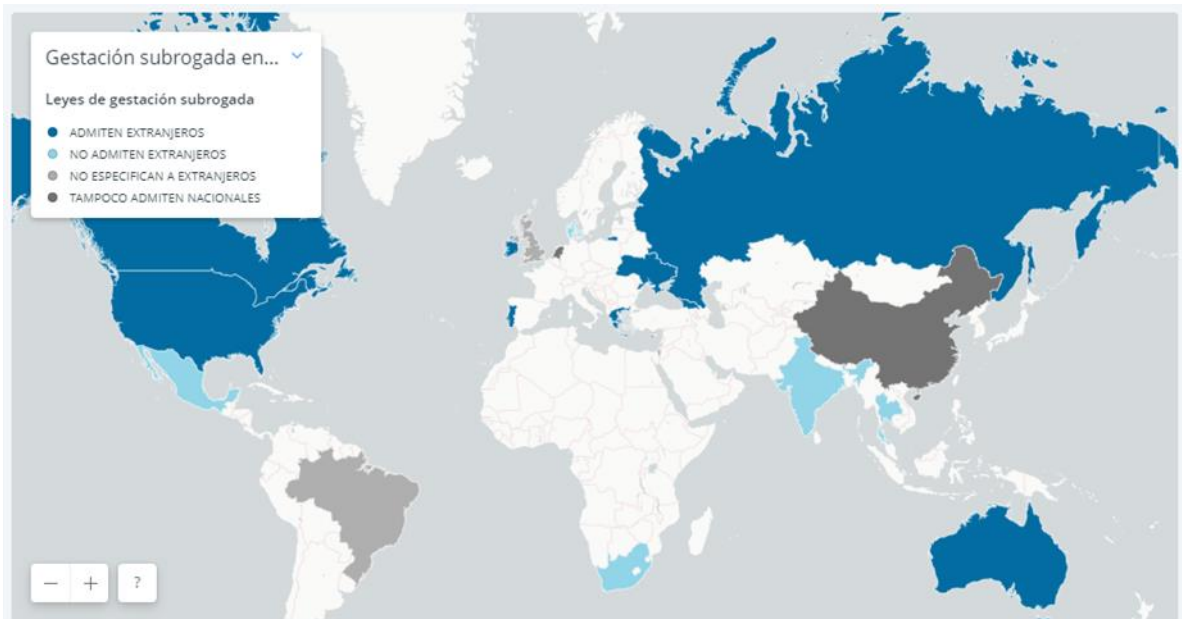 Gestación subrogada en...
Leyes de gestación subrogada
ADMITEN EXTRANJEROS
NO ADMITEN EXTRANJEROS
NO ESPECIFICAN A EXTRANJEROS
TAMPOCO ADMITEN NACIONALES
− + ?